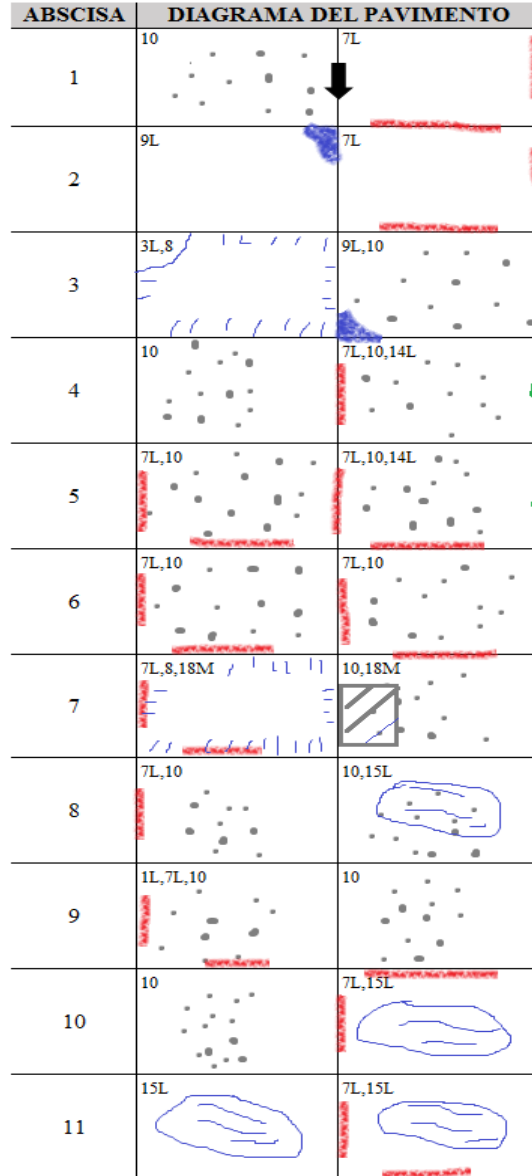 ABSCISA DIAGRAMA DEL PAVIMENTO
1 10 7L
2 9L 7L
3 3L,8 9L,10
4 10 7L,10,14L
5 7L,10 7L,10,14L
6 7L,10 7L,10
7 7L,8,18M 10,18M
8 7L,10 10,15L
9 1L,7L,10 10
10 10 7L,15L
11 15L 7L,15L